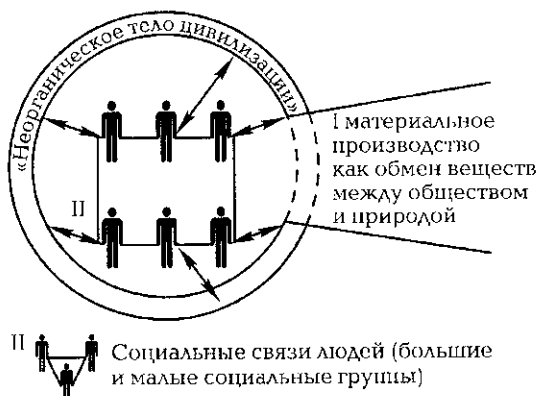 «Неорганическое тело цивилизации»
I материальное
производство
как обмен веществ
между обществом
и природой
II
II
Социальные связи людей (большие
и малые социальные группы)